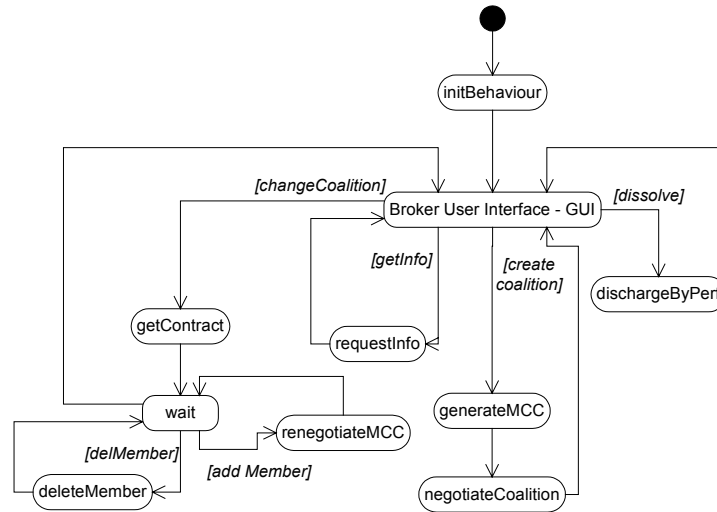 initBehaviour
[changeCoalition]
[dissolve]
Broker User Interface - GUI
[getInfo]
[create
coalition]
dischargeByPerf
getContract
requestInfo
generateMCC
wait
renegotiateMCC
[delMember]
[add Member]
deleteMember
negotiateCoalition